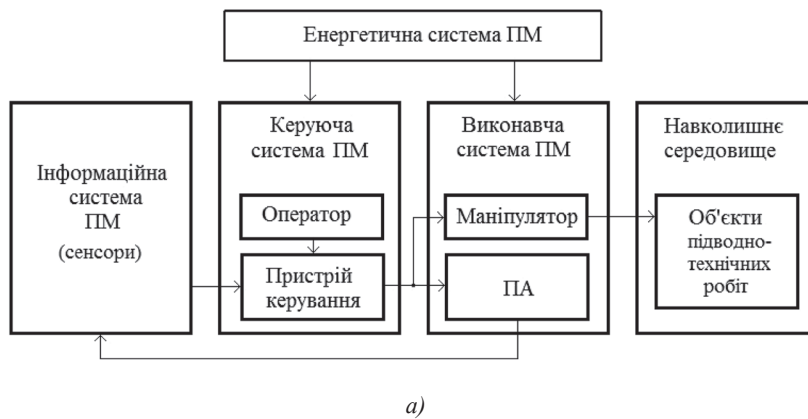 Енергетична система ПМ
Інформаційна
система
ПМ
(сенсори)
Керуюча
система ПМ
Оператор
Пристрій
керування
Виконавча
система ПМ
Маніпулятор
ПА
Навколишнє
середовище
Об'єкти
підводно-
технічних
робіт
а)